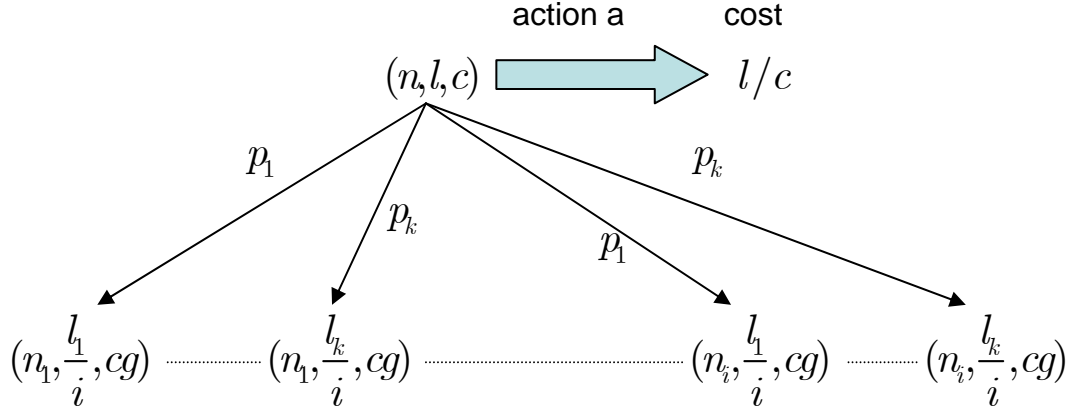 action a cost
(n,l,c) l/c
p₁ pₖ p₁ pₖ
(n₁, l₁/i, cg) (n₁, lₖ/i, cg) (nᵢ, l₁/i, cg) (nᵢ, lₖ/i, cg)